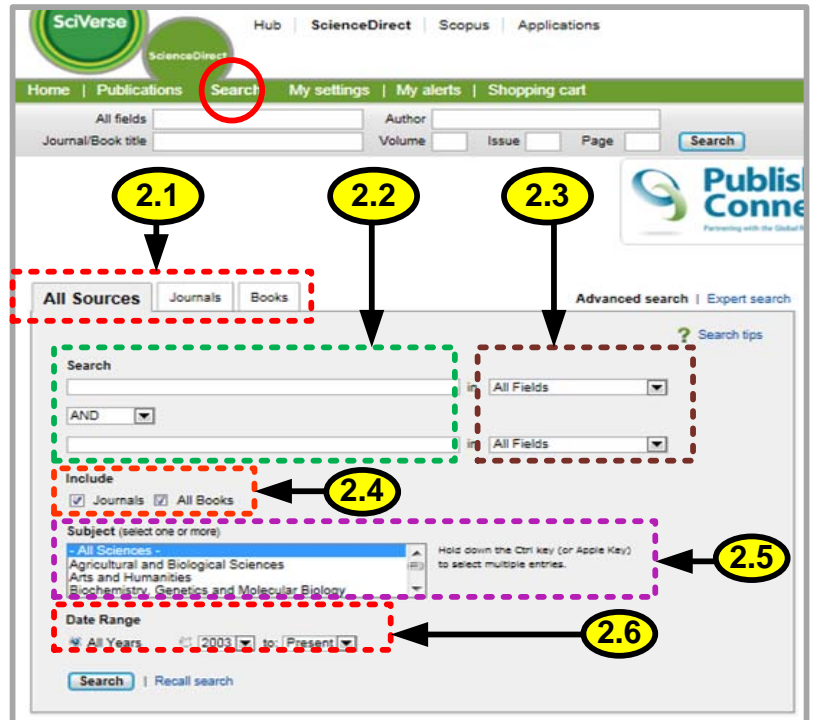 SciVerse
ScienceDirect
Hub | ScienceDirect | Scopus | Applications
Home | Publications Search My settings | My alerts | Shopping cart
All fields Author
Journal/Book title Volume Issue Page Search
Publis
Conne
2.1 2.2 2.3
All Sources Journals Books
Advanced search | Expert search
? Search tips
Search
in All Fields
AND
in All Fields
Include
Journals All Books
2.4
Subject (select one or more)
- All Sciences -
Agricultural and Biological Sciences
Arts and Humanities
Biochemistry, Genetics and Molecular Biology
Hold down the Ctrl key (or Apple Key)
to select multiple entries.
2.5
Date Range
All Years 2003 to: Present
2.6
Search | Recall search